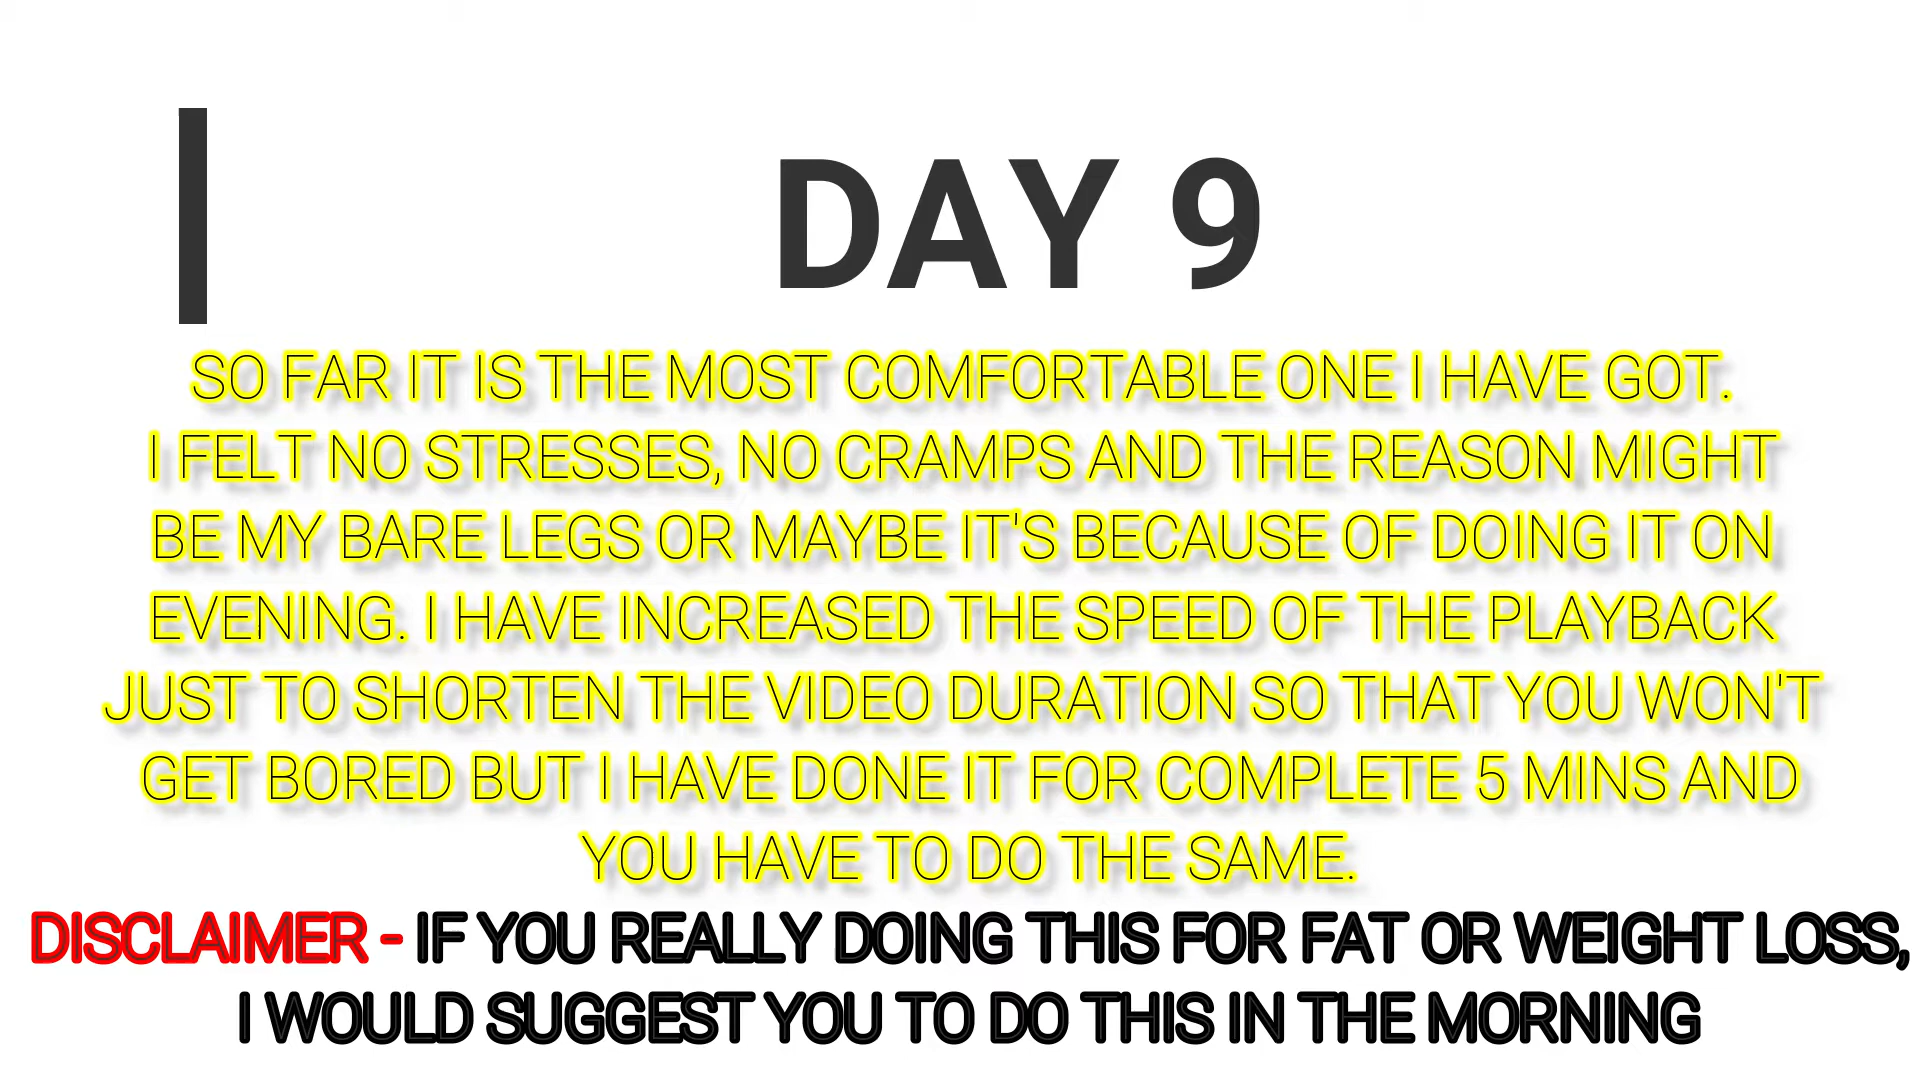 DAY 9
SO FAR IT IS THE MOST COMFORTABLE ONE I HAVE GOT.
I FELT NO STRESSES, NO CRAMPS AND THE REASON MIGHT
BE MY BARE LEGS OR MAYBE IT'S BECAUSE OF DOING IT ON
EVENING. I HAVE INCREASED THE SPEED OF THE PLAYBACK
JUST TO SHORTEN THE VIDEO DURATION SO THAT YOU WON'T
GET BORED BUT I HAVE DONE IT FOR COMPLETE 5 MINS AND
YOU HAVE TO DO THE SAME.
DISCLAIMER - IF YOU REALLY DOING THIS FOR FAT OR WEIGHT LOSS,
I WOULD SUGGEST YOU TO DO THIS IN THE MORNING